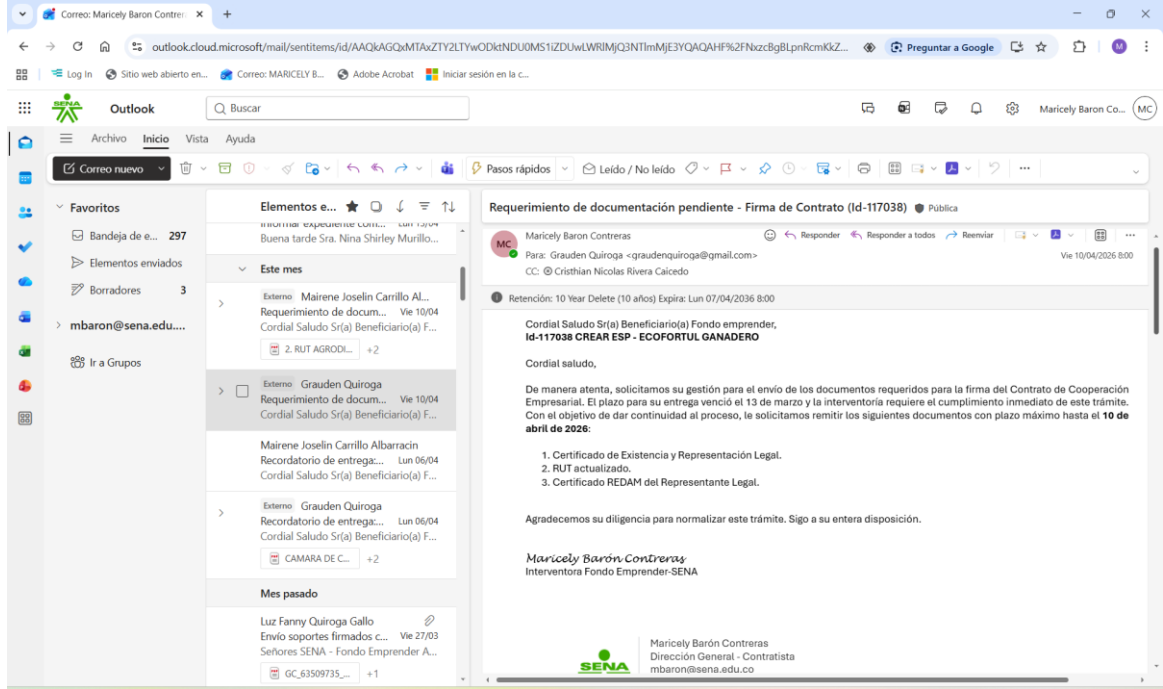 Correo: Maricely Baron Contrer
outlook.cloud.microsoft/mail/sentitems/id/AAQkAGQxMTAxZTY2LTYwODktNDU0MS1iZDUwLWRlMjQ3NTlmMjE3YQAQAHF%2FNxzcBgBLpnRcmKkZ...
Preguntar a Google
M
Log In
Sitio web abierto en...
Correo: MARICELY B...
Adobe Acrobat
Iniciar sesión en la c...
SENA
Outlook
Buscar
Maricely Baron Co...
MC
Archivo
Inicio
Vista
Ayuda
Correo nuevo
Pasos rápidos
Leído / No leído
Favoritos
Bandeja de e... 297
Elementos enviados
Borradores 3
mbaron@sena.edu....
Ir a Grupos
Elementos e...
Informar expediente com... Lun 13/04
Buena tarde Sra. Nina Shirley Murillo...
Este mes
Externo Mairene Joselin Carrillo Al...
Requerimiento de docum... Vie 10/04
Cordial Saludo Sr(a) Beneficiario(a) F...
2. RUT AGRODI... +2
Externo Grauden Quiroga
Requerimiento de docum... Vie 10/04
Cordial Saludo Sr(a) Beneficiario(a) F...
Mairene Joselin Carrillo Albarracin
Recordatorio de entrega:... Lun 06/04
Cordial Saludo Sr(a) Beneficiario(a) F...
Externo Grauden Quiroga
Recordatorio de entrega:... Lun 06/04
Cordial Saludo Sr(a) Beneficiario(a) F...
CAMARA DE C... +2
Mes pasado
Luz Fanny Quiroga Gallo
Envío soportes firmados c... Vie 27/03
Señores SENA - Fondo Emprender A...
GC_63509735_... +1
Requerimiento de documentación pendiente - Firma de Contrato (Id-117038) Pública
MC
Maricely Baron Contreras
Responder
Responder a todos
Reenviar
Para: Grauden Quiroga <graudenquiroga@gmail.com>
Vie 10/04/2026 8:00
CC: Cristhian Nicolas Rivera Caicedo
Retención: 10 Year Delete (10 años) Expira: Lun 07/04/2036 8:00
Cordial Saludo Sr(a) Beneficiario(a) Fondo emprender,
Id-117038 CREAR ESP - ECOFORTUL GANADERO
Cordial saludo,
De manera atenta, solicitamos su gestión para el envío de los documentos requeridos para la firma del Contrato de Cooperación
Empresarial. El plazo para su entrega venció el 13 de marzo y la interventoría requiere el cumplimiento inmediato de este trámite.
Con el objetivo de dar continuidad al proceso, le solicitamos remitir los siguientes documentos con plazo máximo hasta el 10 de
abril de 2026:
1. Certificado de Existencia y Representación Legal.
2. RUT actualizado.
3. Certificado REDAM del Representante Legal.
Agradecemos su diligencia para normalizar este trámite. Sigo a su entera disposición.
Maricely Barón Contreras
Interventora Fondo Emprender-SENA
SENA
Maricely Barón Contreras
Dirección General - Contratista
mbaron@sena.edu.co